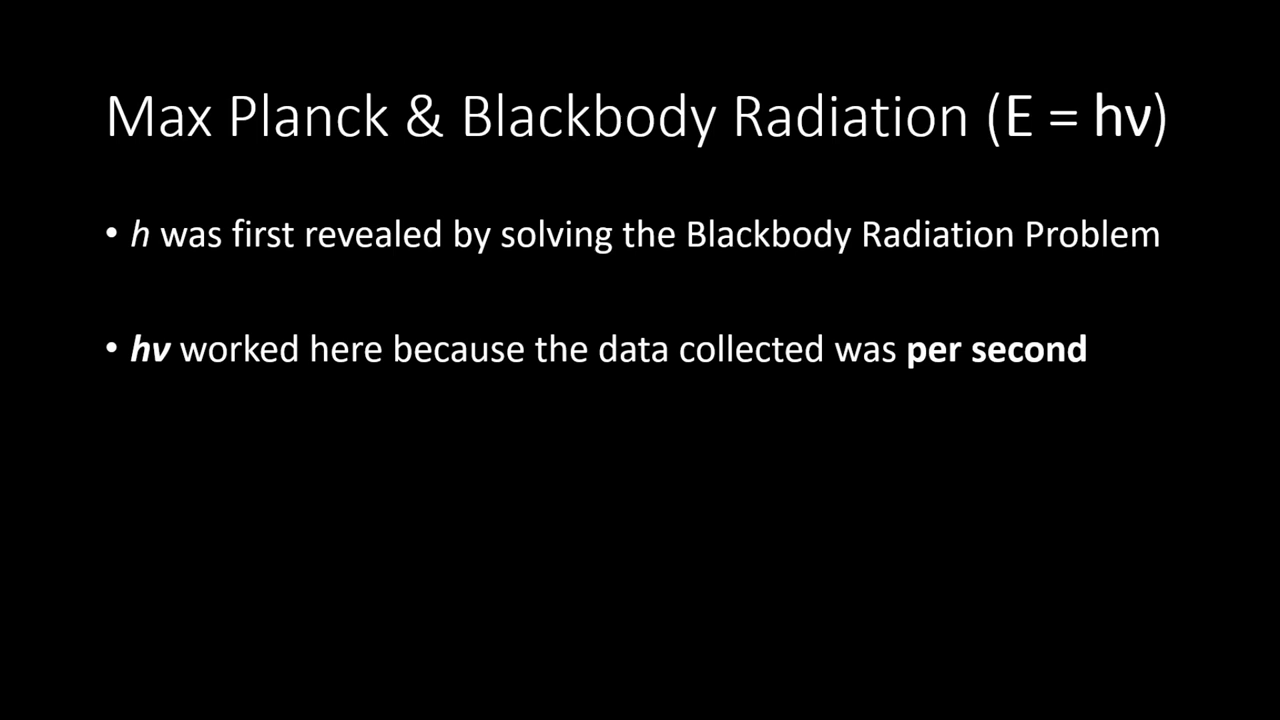 Max Planck & Blackbody Radiation (E = hν)
• h was first revealed by solving the Blackbody Radiation Problem
• hν worked here because the data collected was per second